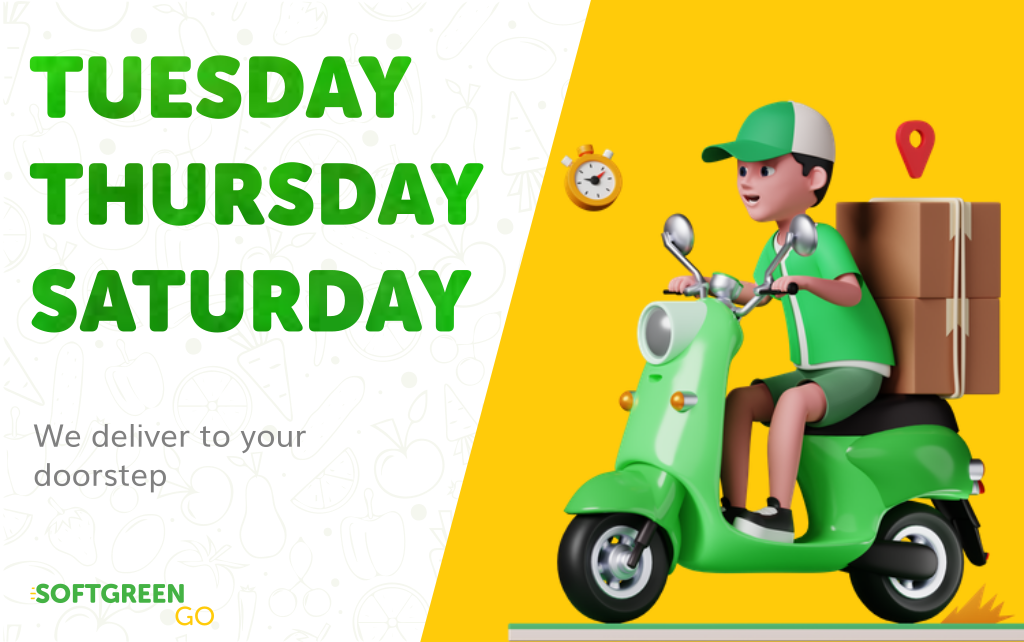 TUESDAY
THURSDAY
SATURDAY
We deliver to your
doorstep
SOFTGREEN
GO